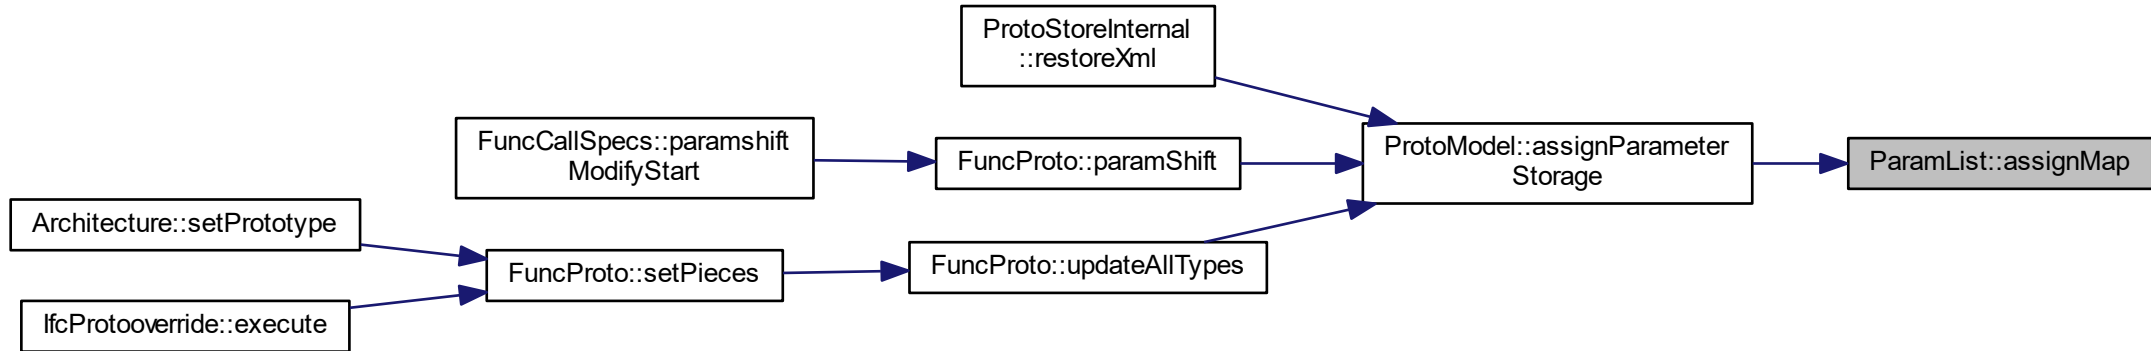 ProtoStoreInternal
::restoreXml
FuncCallSpecs::paramshift
ModifyStart
FuncProto::paramShift
ProtoModel::assignParameter
Storage
ParamList::assignMap
Architecture::setPrototype
FuncProto::setPieces
FuncProto::updateAllTypes
IfcProtooverride::execute